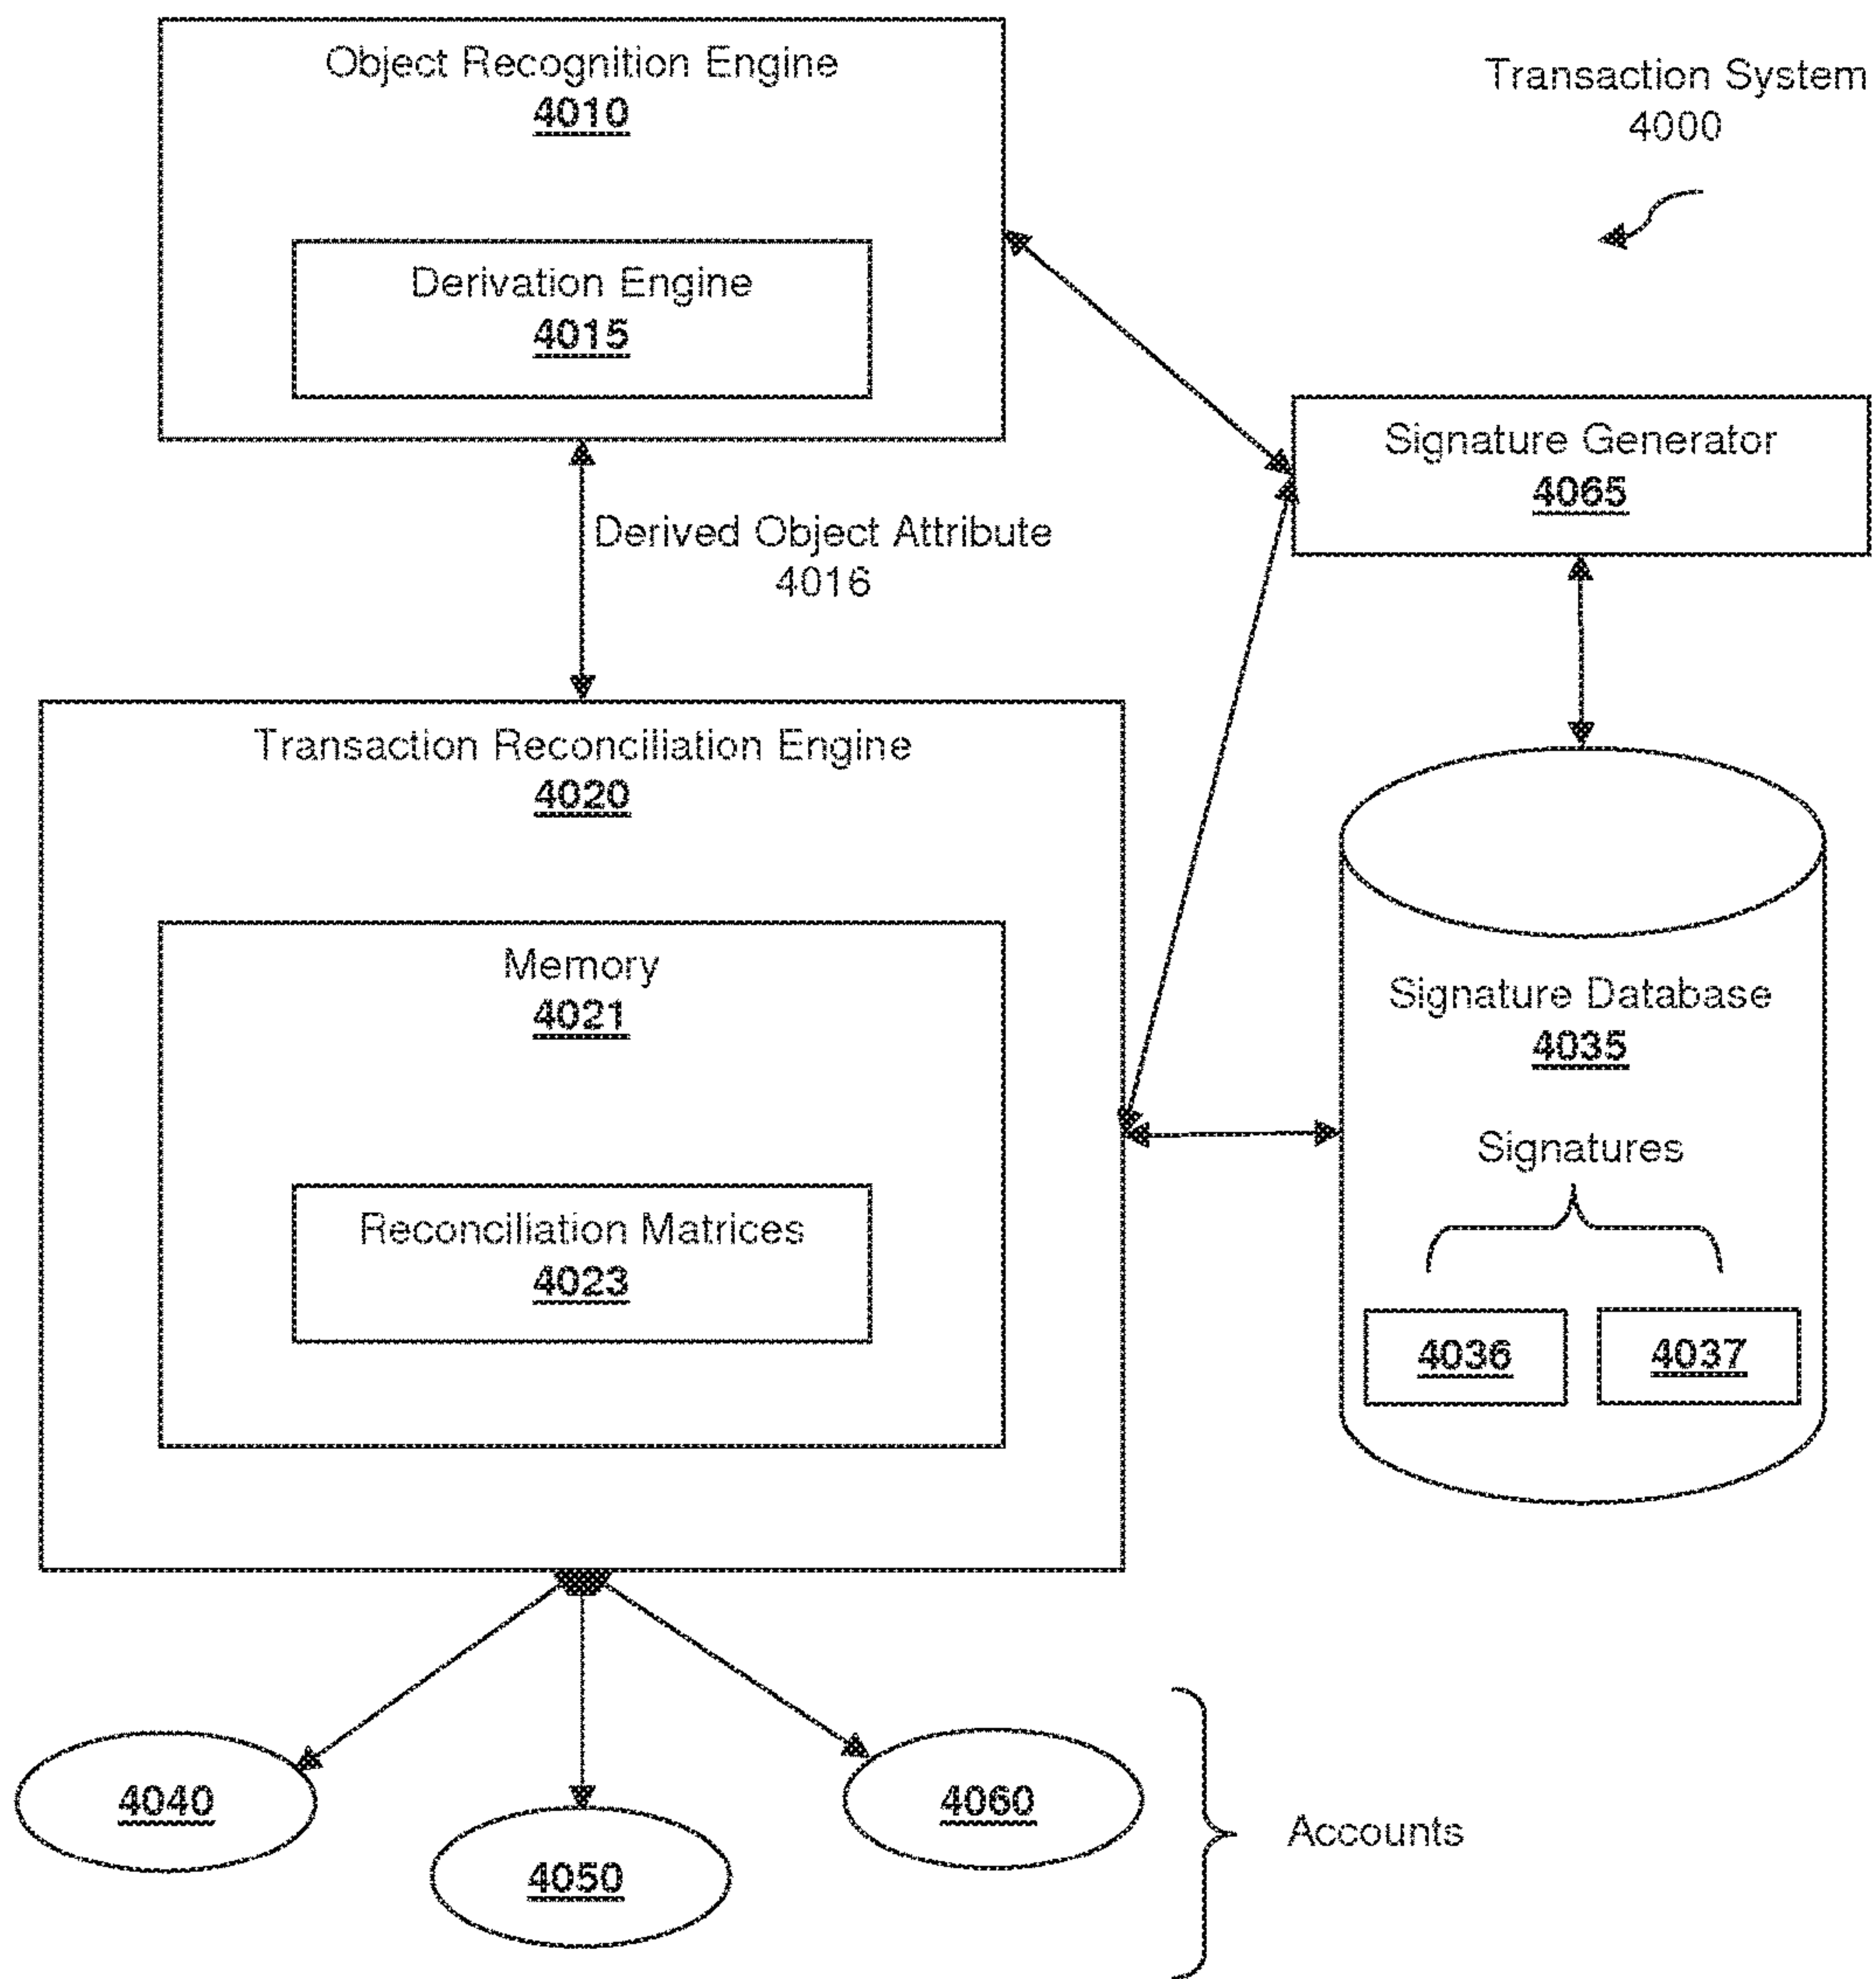 Object Recognition Engine
4010
Transaction System
4000
Derivation Engine
4015
Signature Generator
4065
Derived Object Attribute
4016
Transaction Reconciliation Engine
4020
Memory
4021
Signature Database
4035
Signatures
Reconciliation Matrices
4023
4036
4037
4040
4050
4060
Accounts